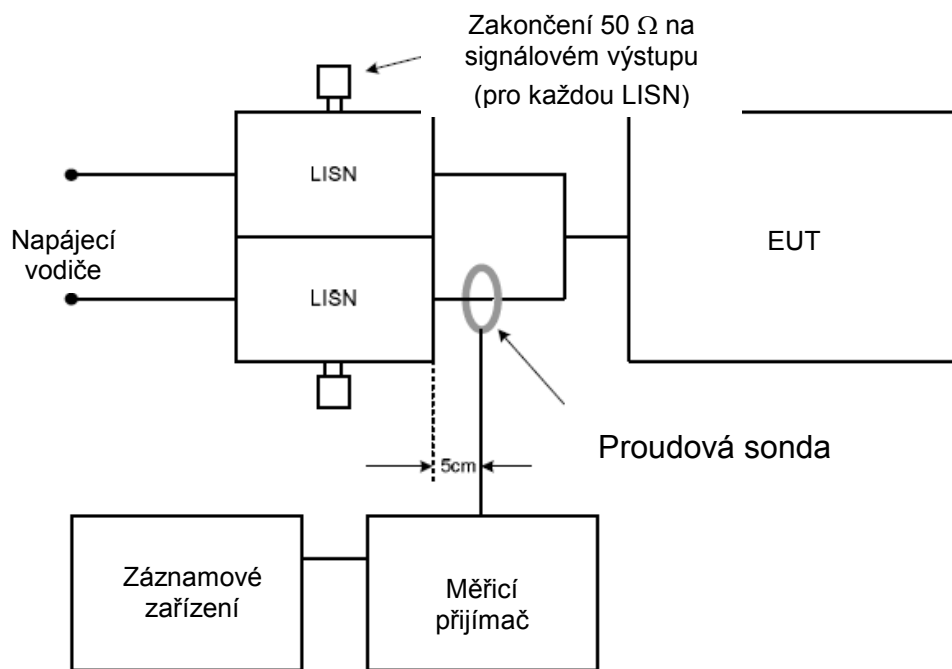 Zakončení 50 Ω na
signálovém výstupu
(pro každou LISN)
LISN
Napájecí
vodiče
LISN
EUT
Proudová sonda
5cm
Záznamové
zařízení
Měřicí
přijímač